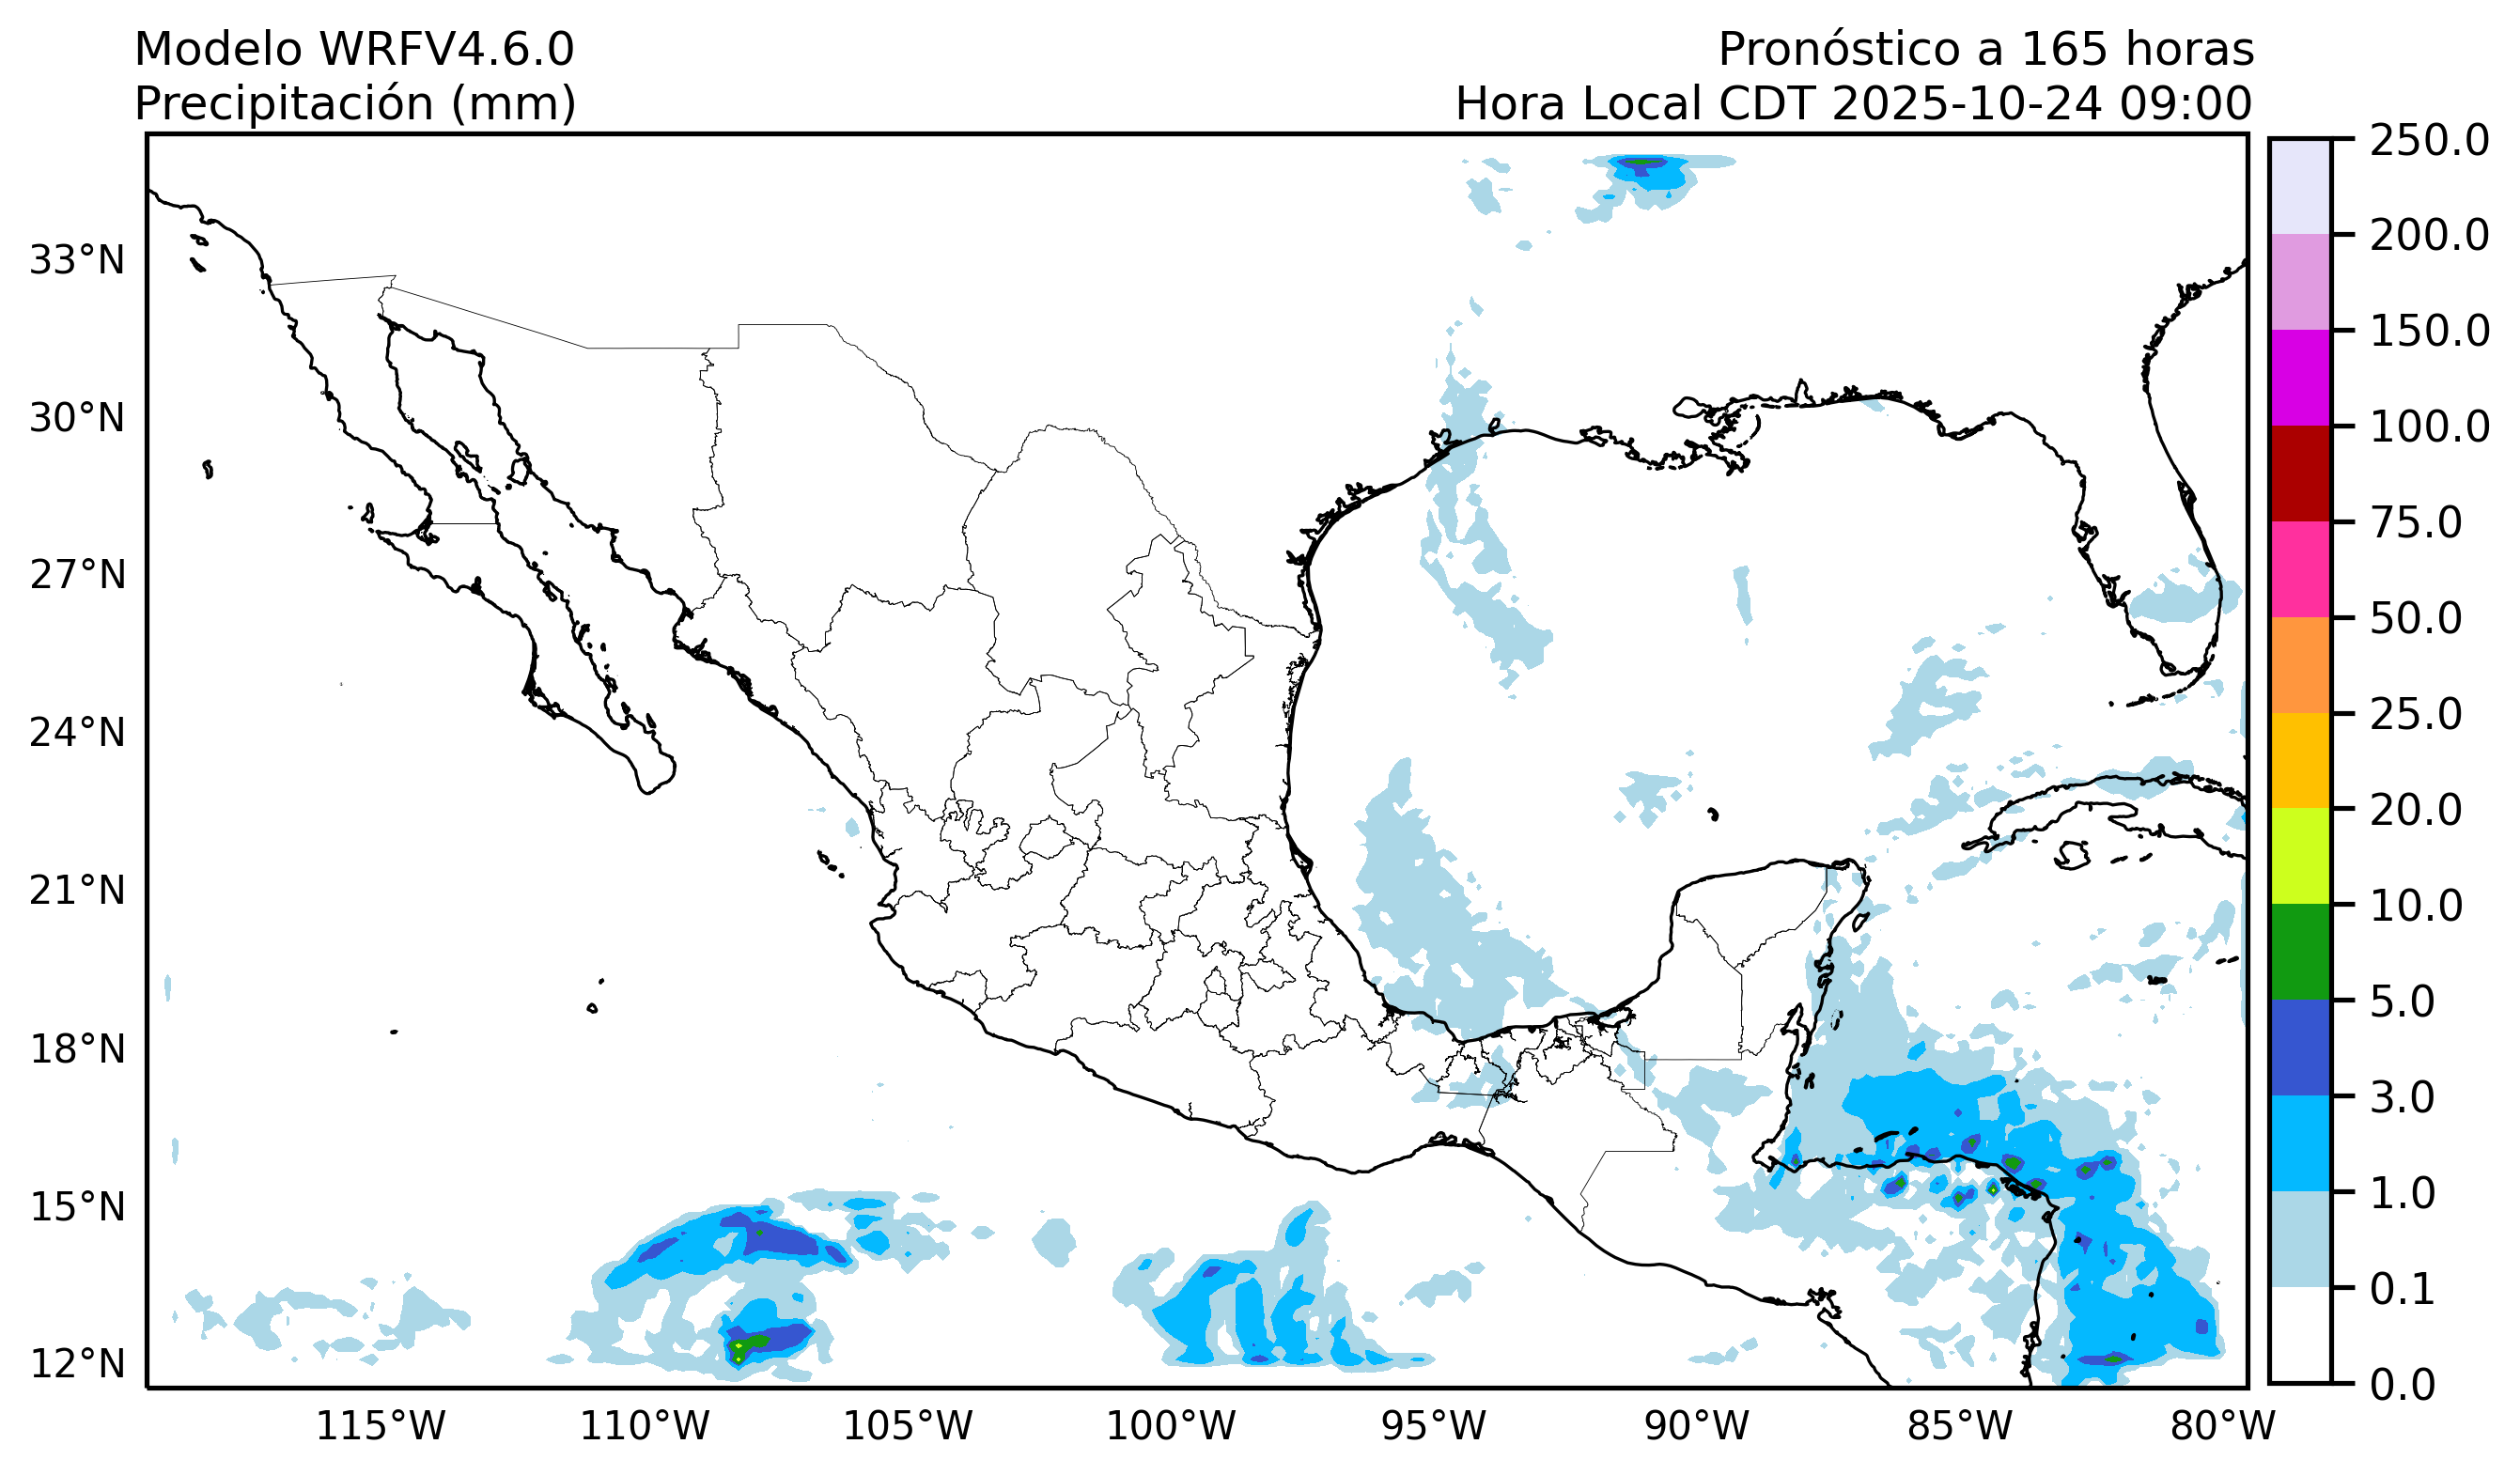 Modelo WRFV4.6.0
Precipitación (mm)
Pronóstico a 165 horas
Hora Local CDT 2025-10-24 09:00
33°N
30°N
27°N
24°N
21°N
18°N
15°N
12°N
115°W
110°W
105°W
100°W
95°W
90°W
85°W
80°W
250.0
200.0
150.0
100.0
75.0
50.0
25.0
20.0
10.0
5.0
3.0
1.0
0.1
0.0